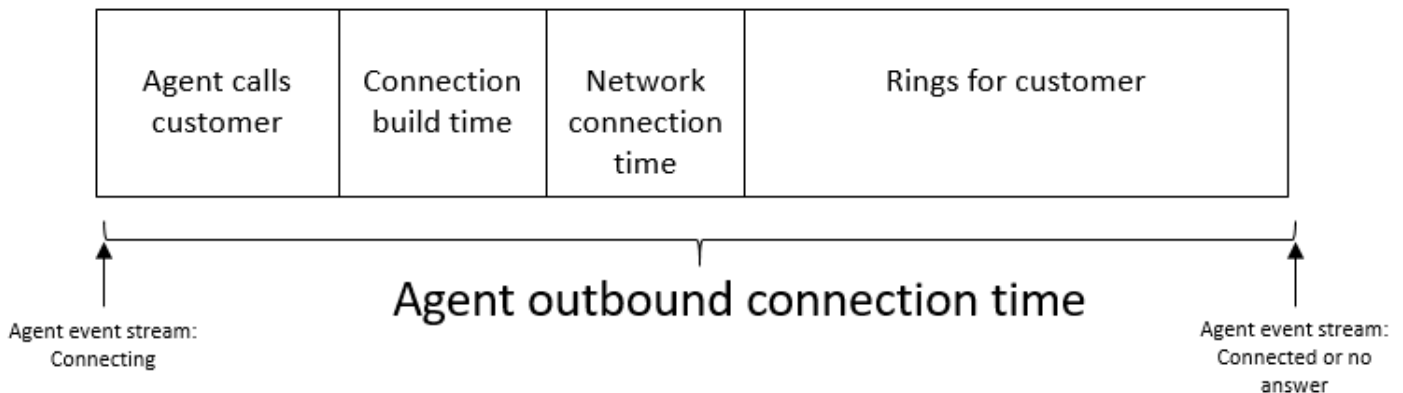 Agent calls
customer
Connection
build time
Network
connection
time
Rings for customer
Agent outbound connection time
Agent event stream:
Connecting
Agent event stream:
Connected or no
answer